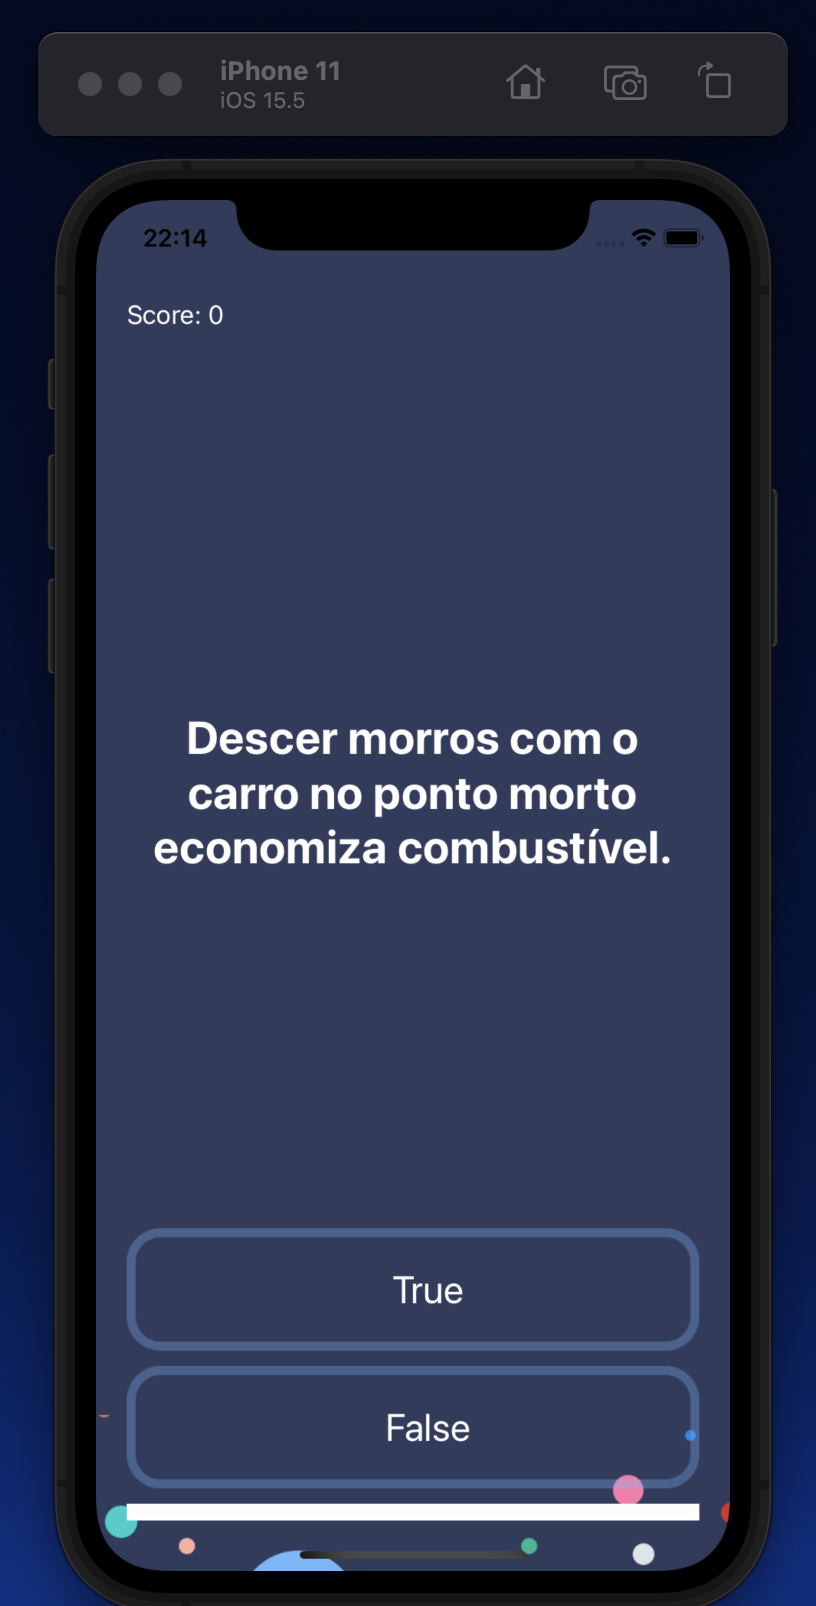 iPhone 11
iOS 15.5
22:14
Score: 0
Descer morros com o
carro no ponto morto
economiza combustível.
True
False